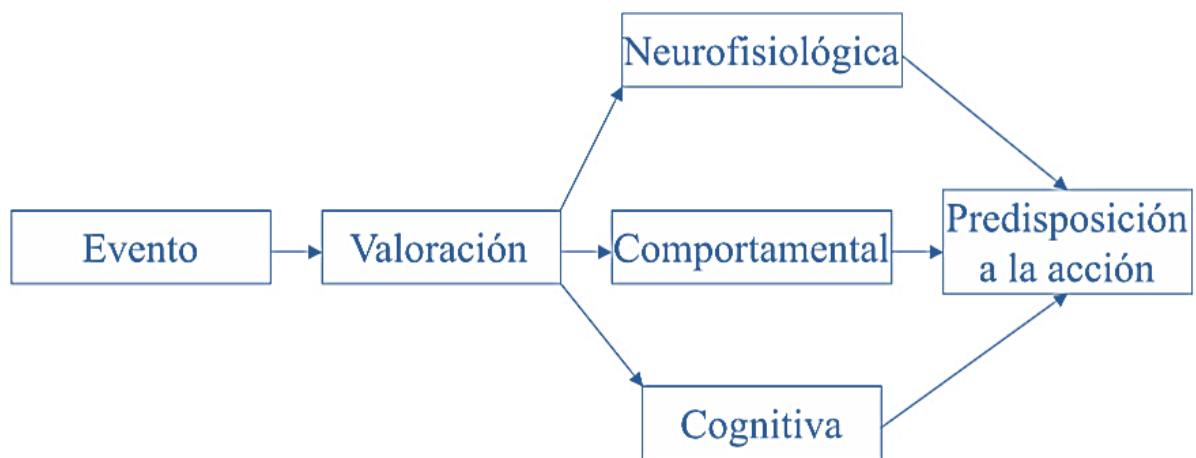 Neurofisiológica
Evento
Valoración
Comportamental
Predisposición
a la acción
Cognitiva